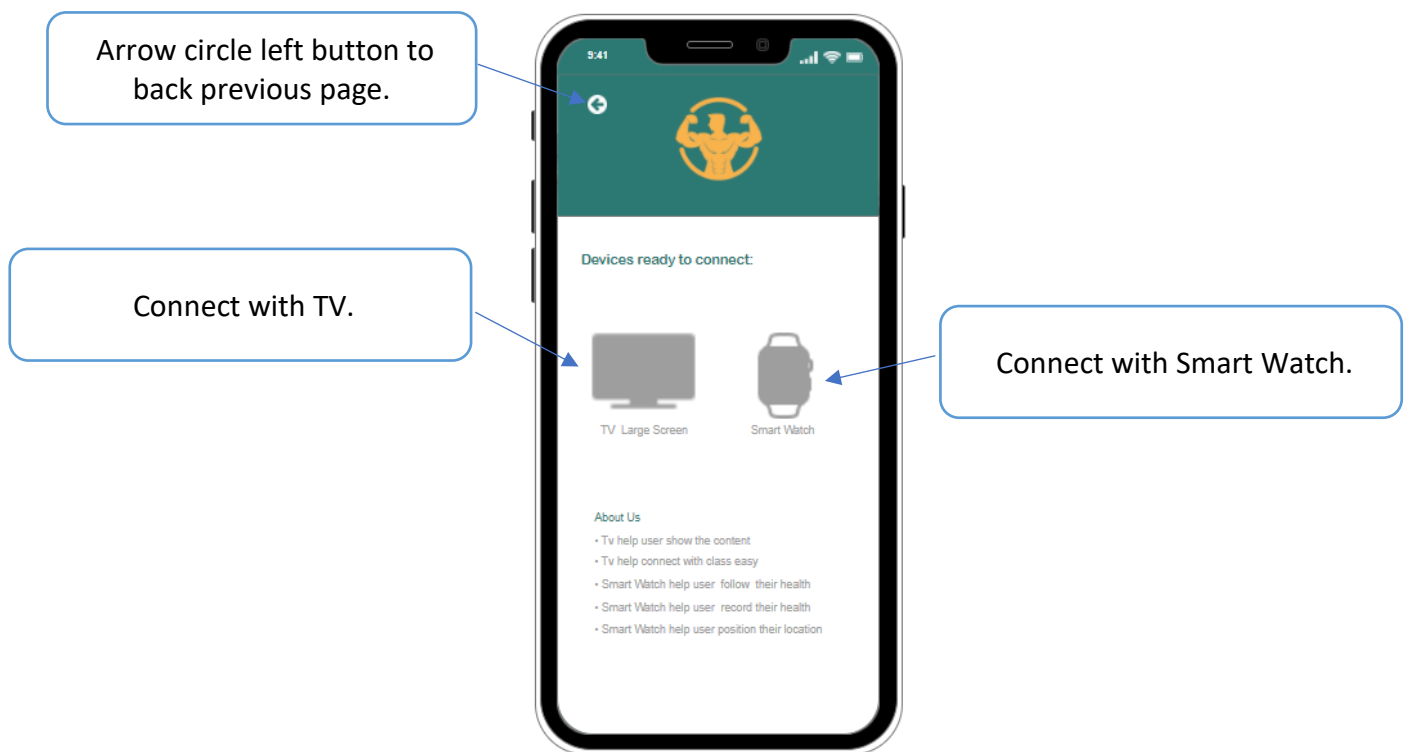 Arrow circle left button to
back previous page.
9:41
Devices ready to connect:
Connect with TV.
Connect with Smart Watch.
TV Large Screen
Smart Watch
About Us
• Tv help user show the content
• Tv help connect with class easy
• Smart Watch help user follow their health
• Smart Watch help user record their health
• Smart Watch help user position their location